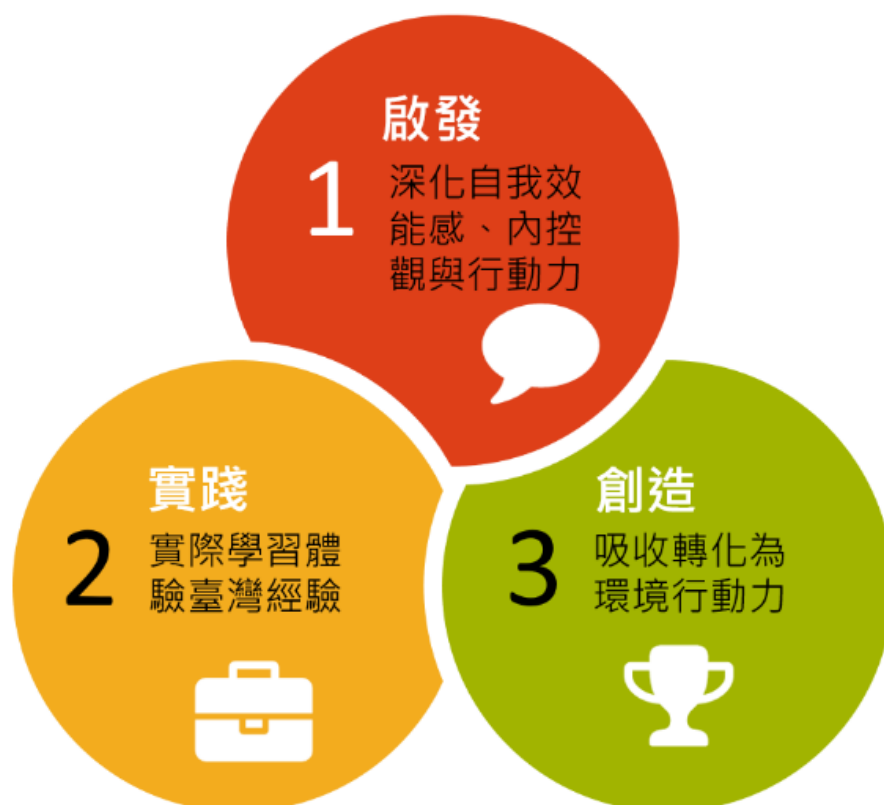 啟發
1
深化自我效
能感、內控
觀與行動力
實踐
2
實際學習體
驗臺灣經驗
創造
3
吸收轉化為
環境行動力